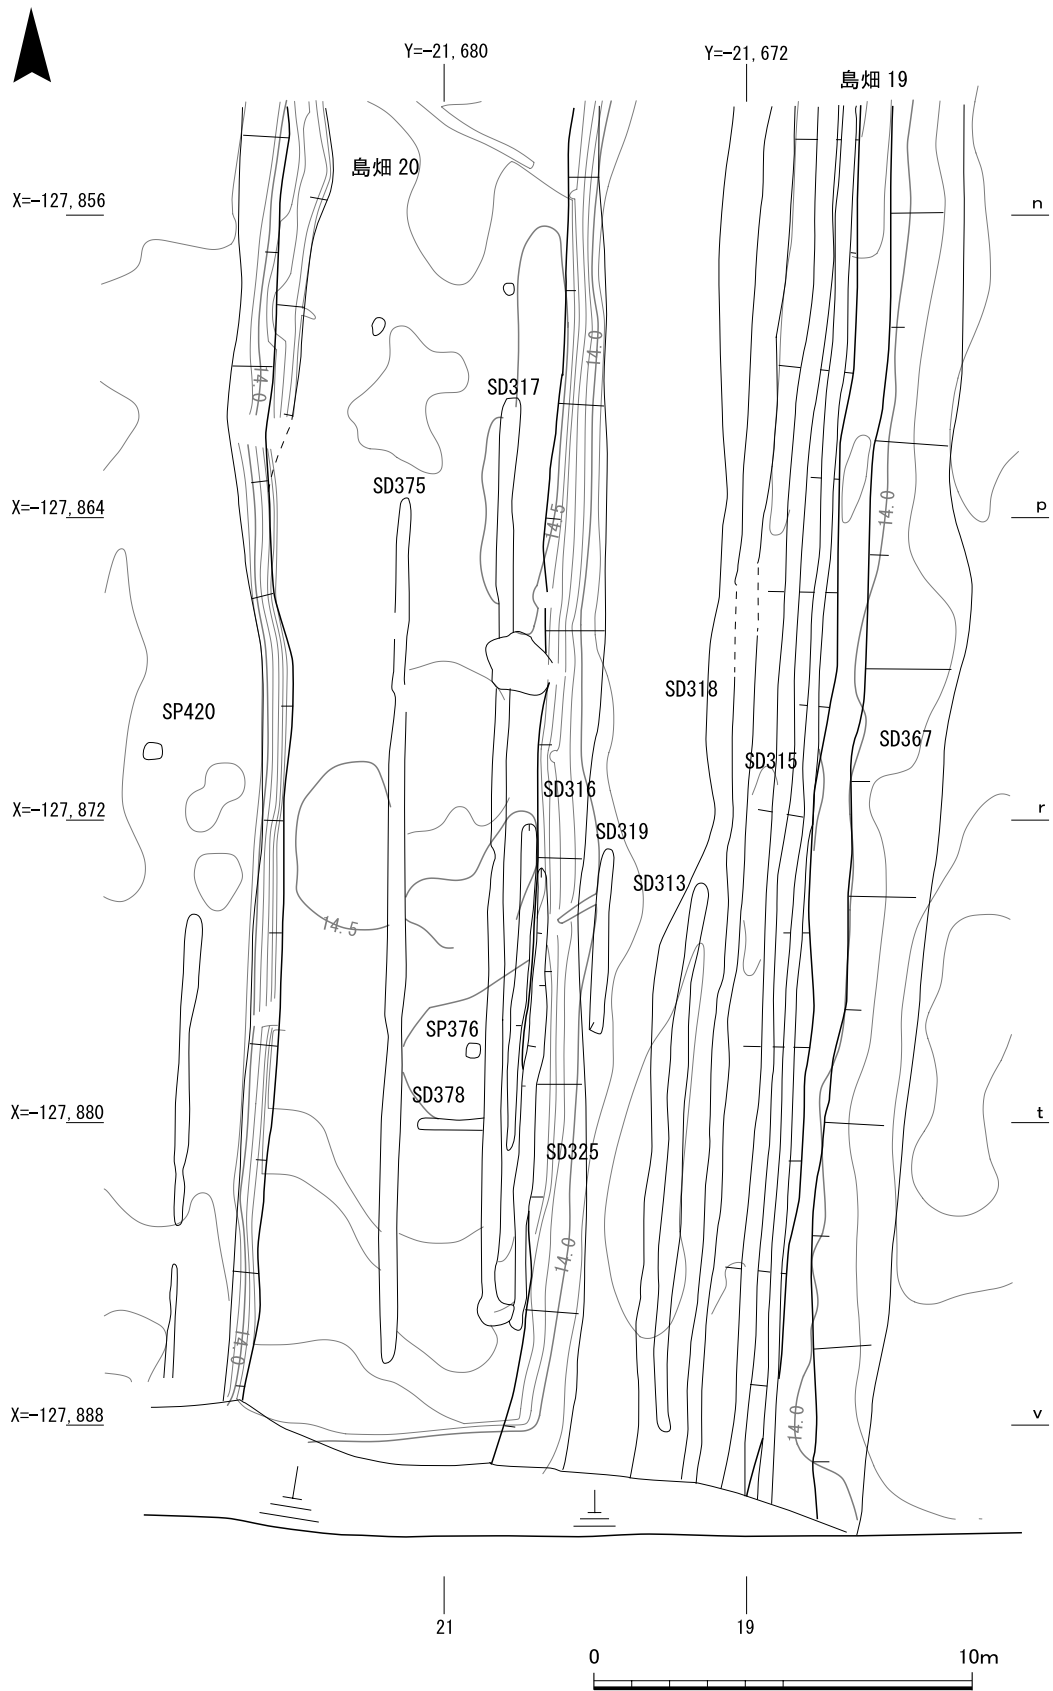 Y=-21,680
Y=-21,672
島畑 19
島畑 20
X=-127,856
n
14.0
14.0
SD317
SD375
14.0
14.5
X=-127,864
p
SD318
SP420
SD367
SD315
SD316
X=-127,872
r
SD319
SD313
14.5
SP376
SD378
X=-127,880
t
SD325
14.0
14.0
14.0
X=-127,888
v
21
19
0
10m